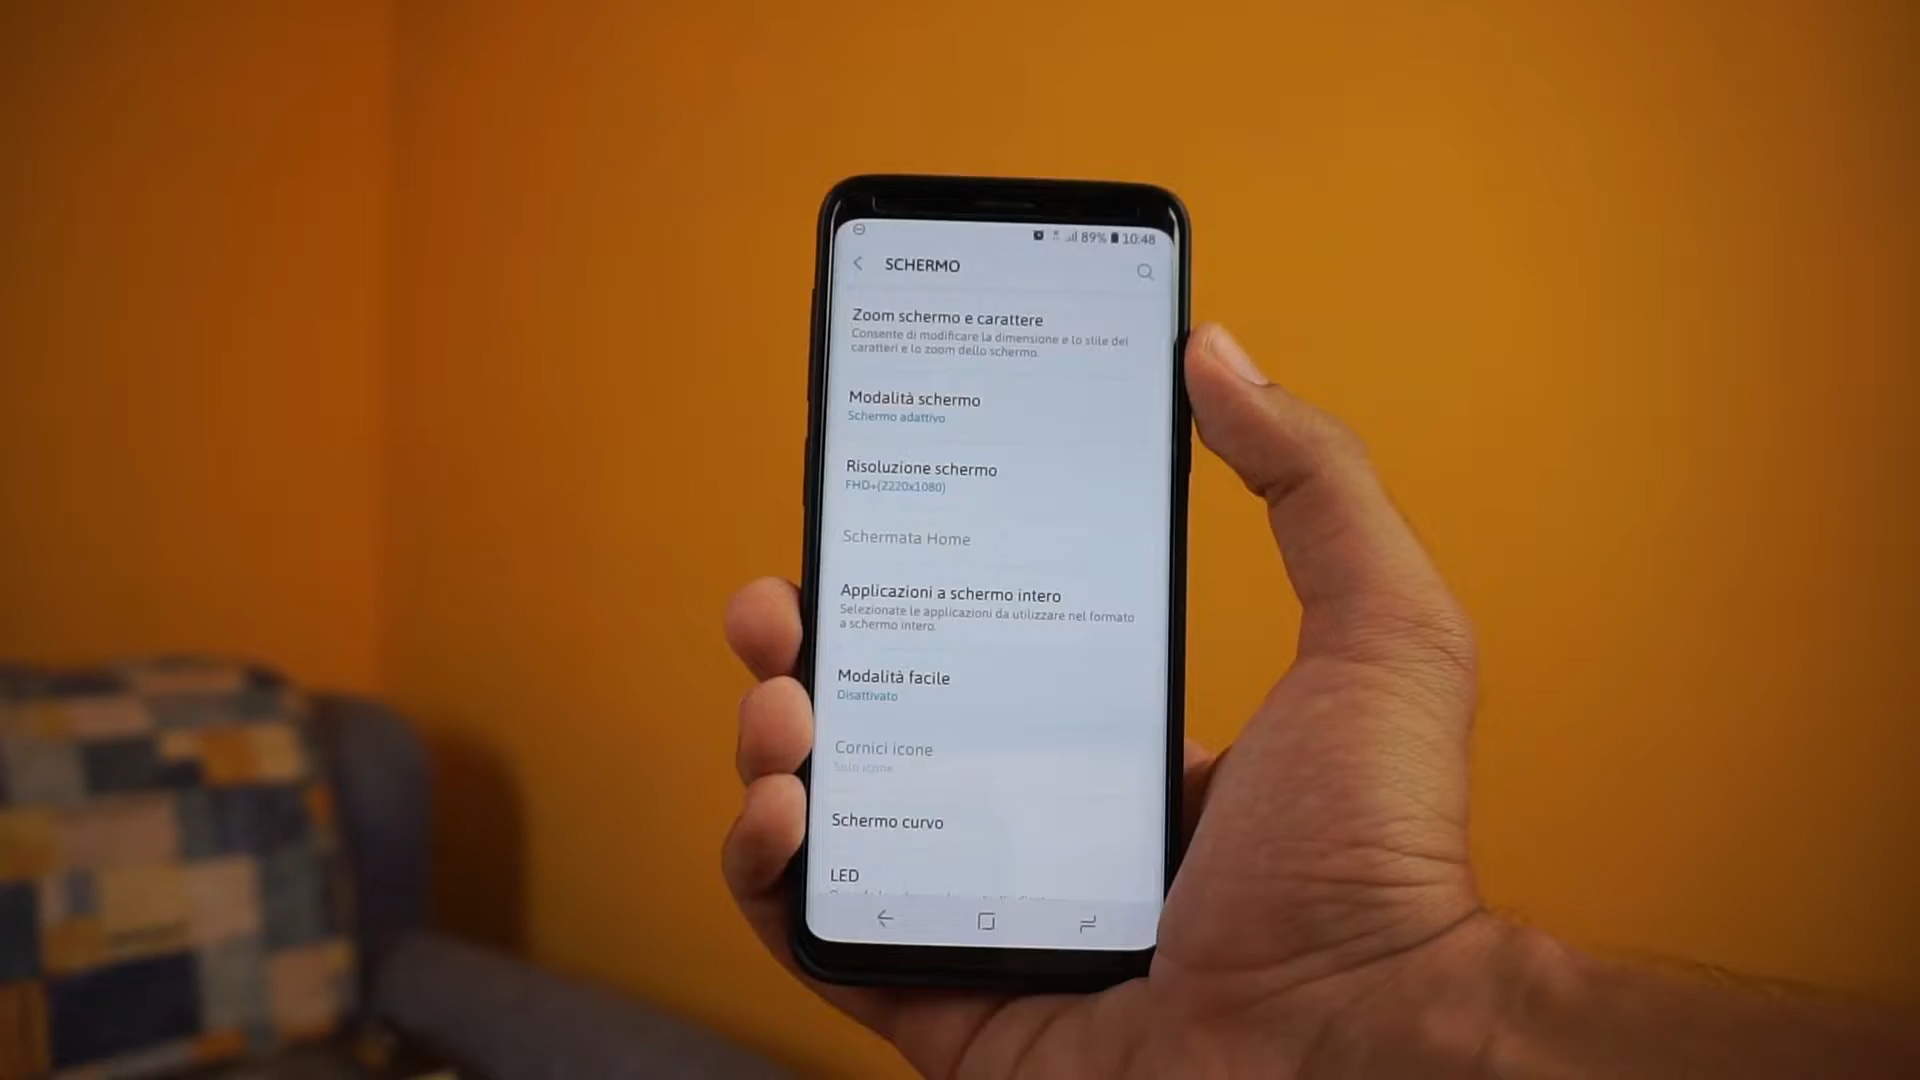 89% 10:48
SCHERMO
Zoom schermo e carattere
Consente di modificare la dimensione e lo stile dei
caratteri e lo zoom dello schermo.
Modalità schermo
Schermo adattivo
Risoluzione schermo
FHD+(2220x1080)
Schermata Home
Applicazioni a schermo intero
Selezionate le applicazioni da utilizzare nel formato
a schermo intero.
Modalità facile
Disattivato
Cornici icone
Solo icone
Schermo curvo
LED